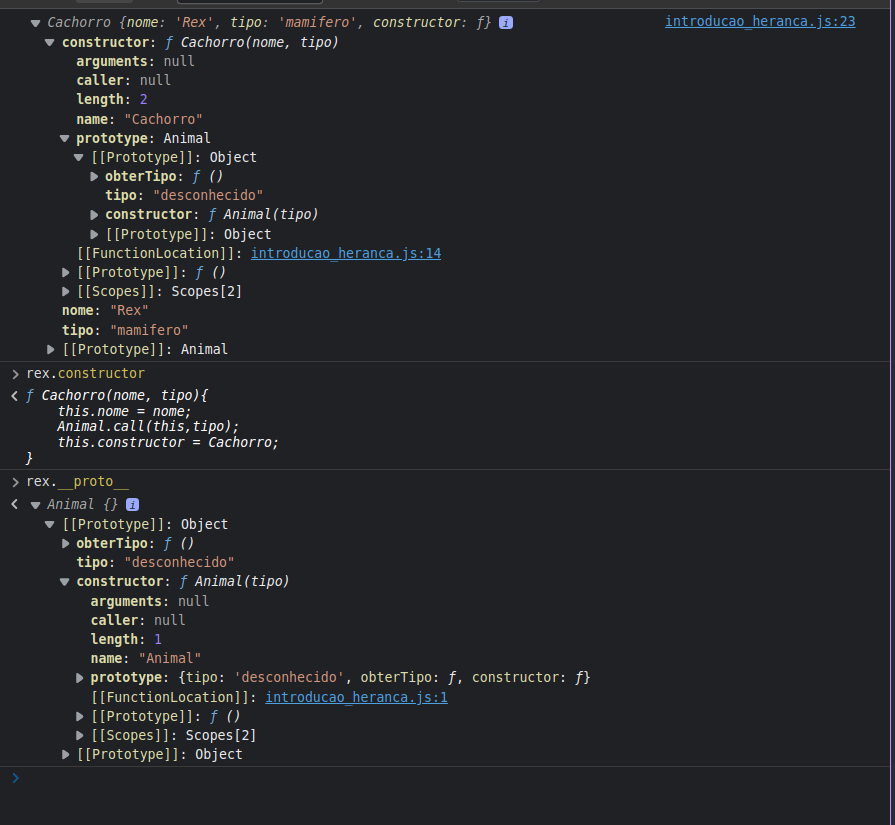 Cachorro {nome: 'Rex', tipo: 'mamifero', constructor: ƒ} i introducao_heranca.js:23
constructor: ƒ Cachorro(nome, tipo)
arguments: null
caller: null
length: 2
name: "Cachorro"
prototype: Animal
[[Prototype]]: Object
obterTipo: ƒ ()
tipo: "desconhecido"
constructor: ƒ Animal(tipo)
[[Prototype]]: Object
[[FunctionLocation]]: introducao_heranca.js:14
[[Prototype]]: ƒ ()
[[Scopes]]: Scopes[2]
nome: "Rex"
tipo: "mamifero"
[[Prototype]]: Animal
rex.constructor
ƒ Cachorro(nome, tipo){
this.nome = nome;
Animal.call(this,tipo);
this.constructor = Cachorro;
}
rex.__proto__
Animal {} i
[[Prototype]]: Object
obterTipo: ƒ ()
tipo: "desconhecido"
constructor: ƒ Animal(tipo)
arguments: null
caller: null
length: 1
name: "Animal"
prototype: {tipo: 'desconhecido', obterTipo: ƒ, constructor: ƒ}
[[FunctionLocation]]: introducao_heranca.js:1
[[Prototype]]: ƒ ()
[[Scopes]]: Scopes[2]
[[Prototype]]: Object